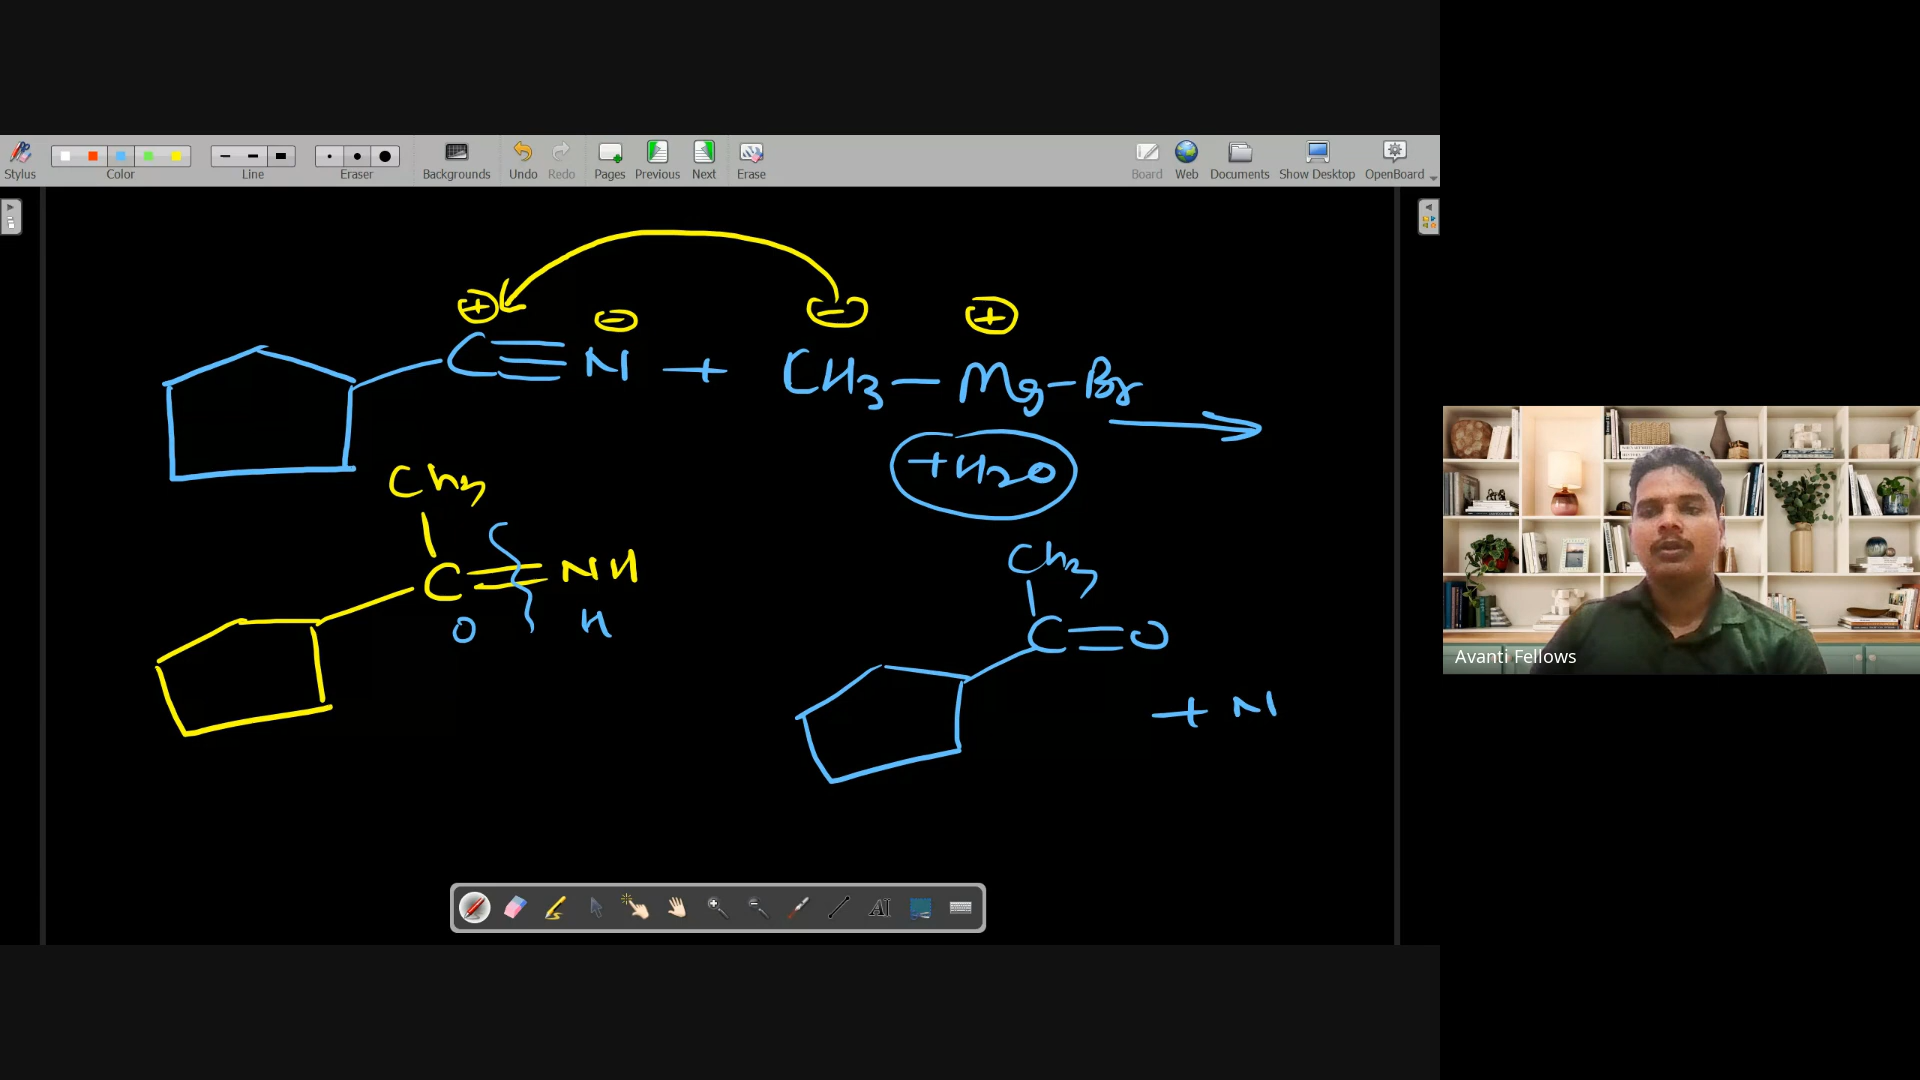 Stylus Color Line Eraser Backgrounds Undo Redo Pages Previous Next Erase Board Web Documents Show Desktop OpenBoard
+ - - +
C≡N + CH3-Mg-Br
+H2O
CH3
C=NH
O H
CH3
C=O
+ N
Avanti Fellows
AI